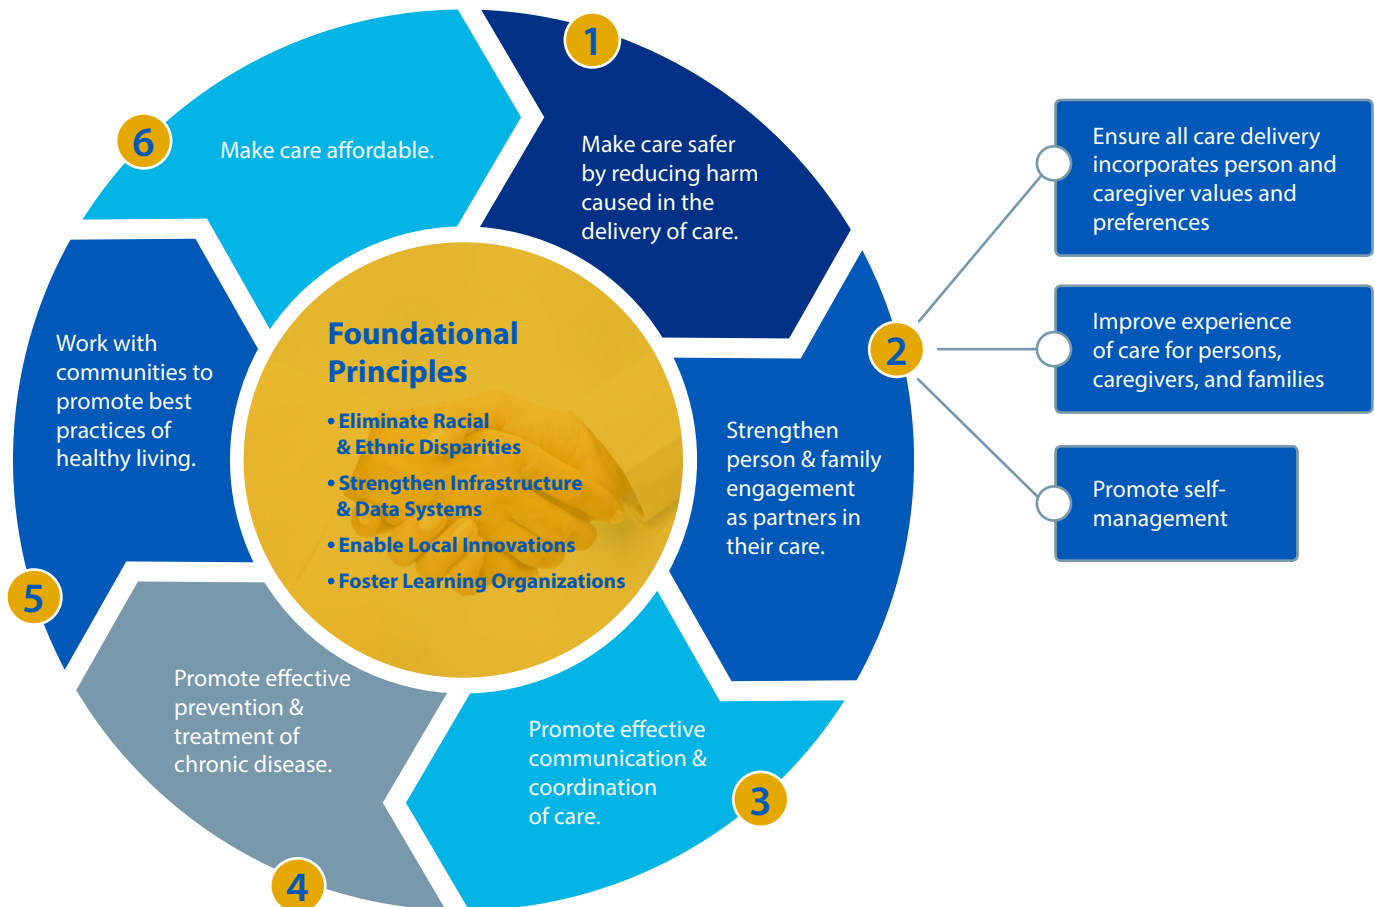 1
Make care safer
by reducing harm
caused in the
delivery of care.
2
Strengthen
person & family
engagement
as partners in
their care.
Ensure all care delivery
incorporates person and
caregiver values and
preferences
Improve experience
of care for persons,
caregivers, and families
Promote self-
management
3
Promote effective
communication &
coordination
of care.
4
Promote effective
prevention &
treatment of
chronic disease.
5
Work with
communities to
promote best
practices of
healthy living.
6
Make care affordable.
Foundational
Principles
• Eliminate Racial
& Ethnic Disparities
• Strengthen Infrastructure
& Data Systems
• Enable Local Innovations
• Foster Learning Organizations